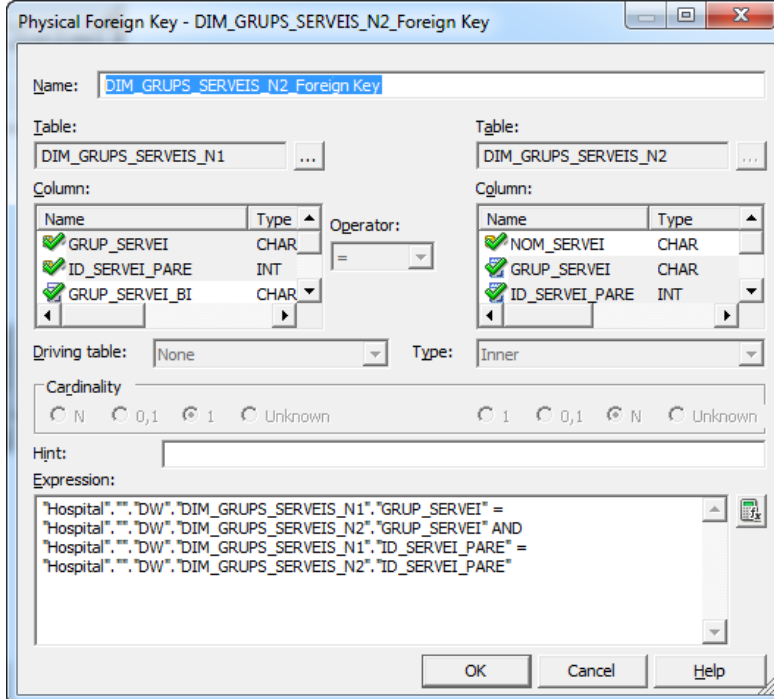 Physical Foreign Key - DIM_GRUPS_SERVEIS_N2_Foreign Key
Name: DIM_GRUPS_SERVEIS_N2_Foreign Key
Table: Table:
DIM_GRUPS_SERVEIS_N1 ... DIM_GRUPS_SERVEIS_N2 ...
Column: Column:
Name Type Operator: Name Type
GRUP_SERVEI CHAR NOM_SERVEI CHAR
ID_SERVEI_PARE INT = GRUP_SERVEI CHAR
GRUP_SERVEI_BI CHAR ID_SERVEI_PARE INT
Driving table: None Type: Inner
Cardinality
N 0,1 1 Unknown 1 0,1 N Unknown
Hint:
Expression:
"Hospital".""."DW"."DIM_GRUPS_SERVEIS_N1"."GRUP_SERVEI" =
"Hospital".""."DW"."DIM_GRUPS_SERVEIS_N2"."GRUP_SERVEI" AND
"Hospital".""."DW"."DIM_GRUPS_SERVEIS_N1"."ID_SERVEI_PARE" =
"Hospital".""."DW"."DIM_GRUPS_SERVEIS_N2"."ID_SERVEI_PARE"
OK Cancel Help